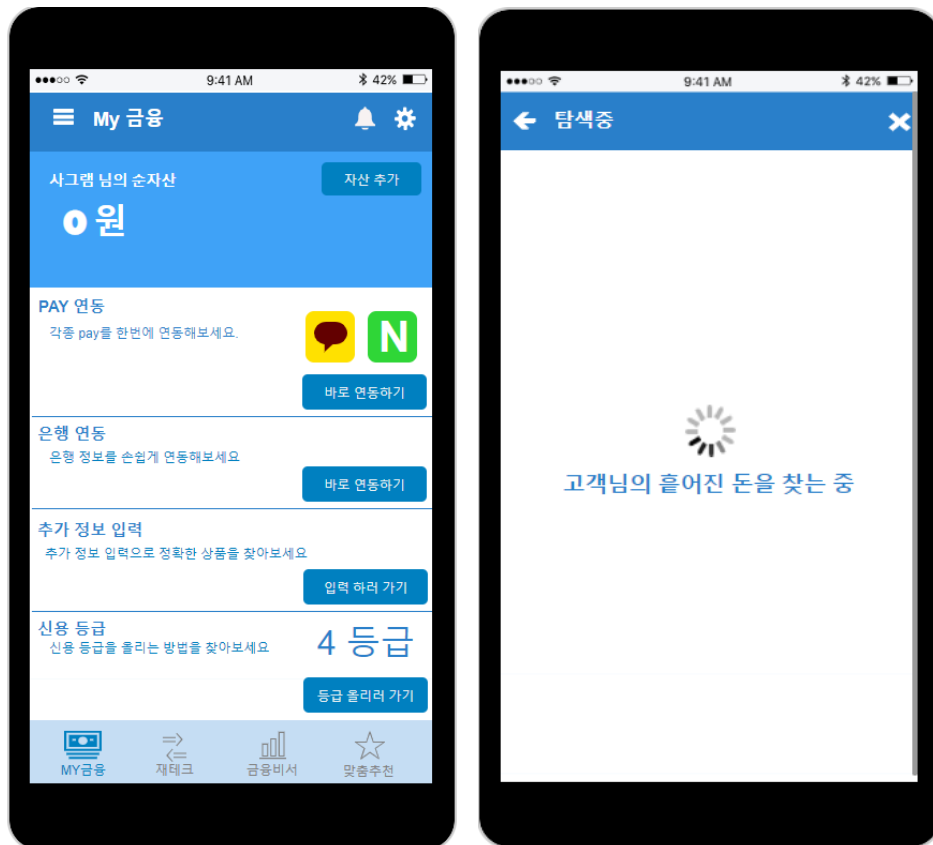 9:41 AM
42%
My 금융
사그램 님의 순자산
자산 추가
0 원
PAY 연동
각종 pay를 한번에 연동해보세요.
N
바로 연동하기
은행 연동
은행 정보를 손쉽게 연동해보세요
바로 연동하기
추가 정보 입력
추가 정보 입력으로 정확한 상품을 찾아보세요
입력 하러 가기
신용 등급
신용 등급을 올리는 방법을 찾아보세요
4 등급
등급 올리러 가기
MY금융
재테크
금융비서
맞춤추천
9:41 AM
42%
탐색중
고객님의 흩어진 돈을 찾는 중